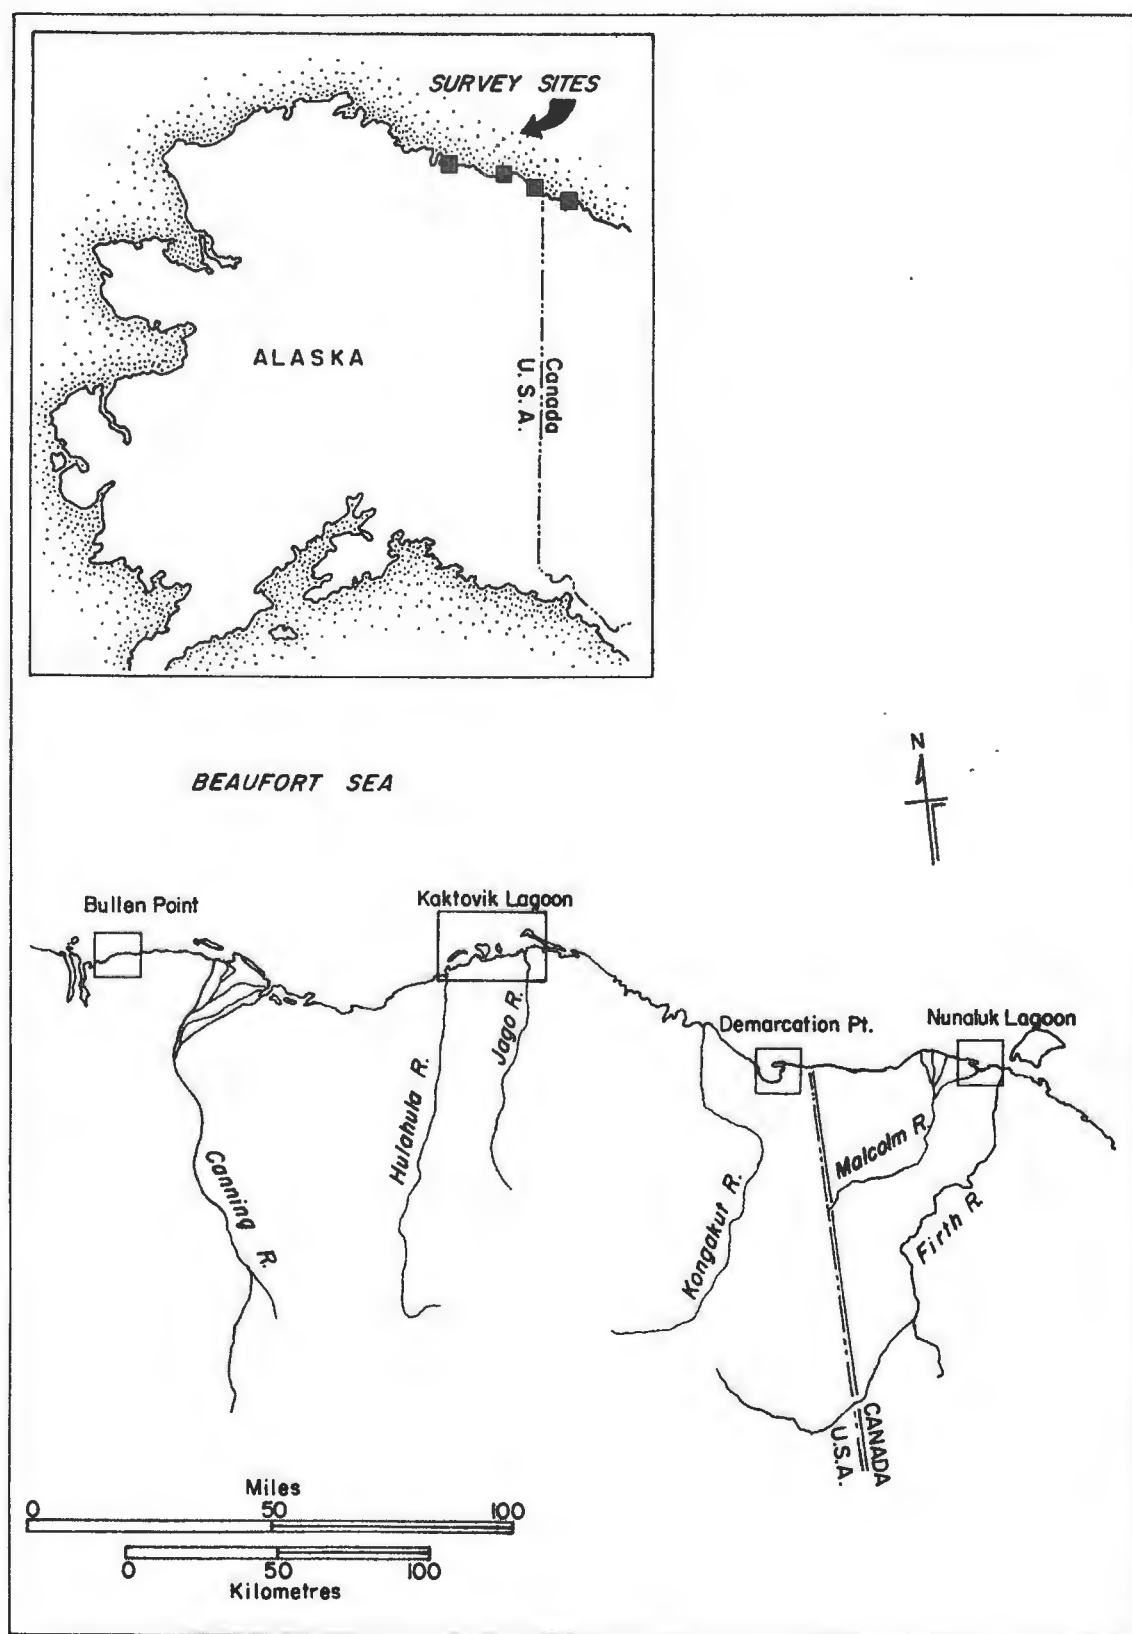 SURVEY SITES
ALASKA
Canada
U.S.A.
N
BEAUFORT SEA
Bullen Point
Kaktovik Lagoon
Demarcation Pt.
Nunaluk Lagoon
Canning R.
Hulahula R.
Jago R.
Kongakut R.
Malcolm R.
Firth R.
CANADA
U.S.A.
Miles
0 50 100
0 50 100
Kilometres